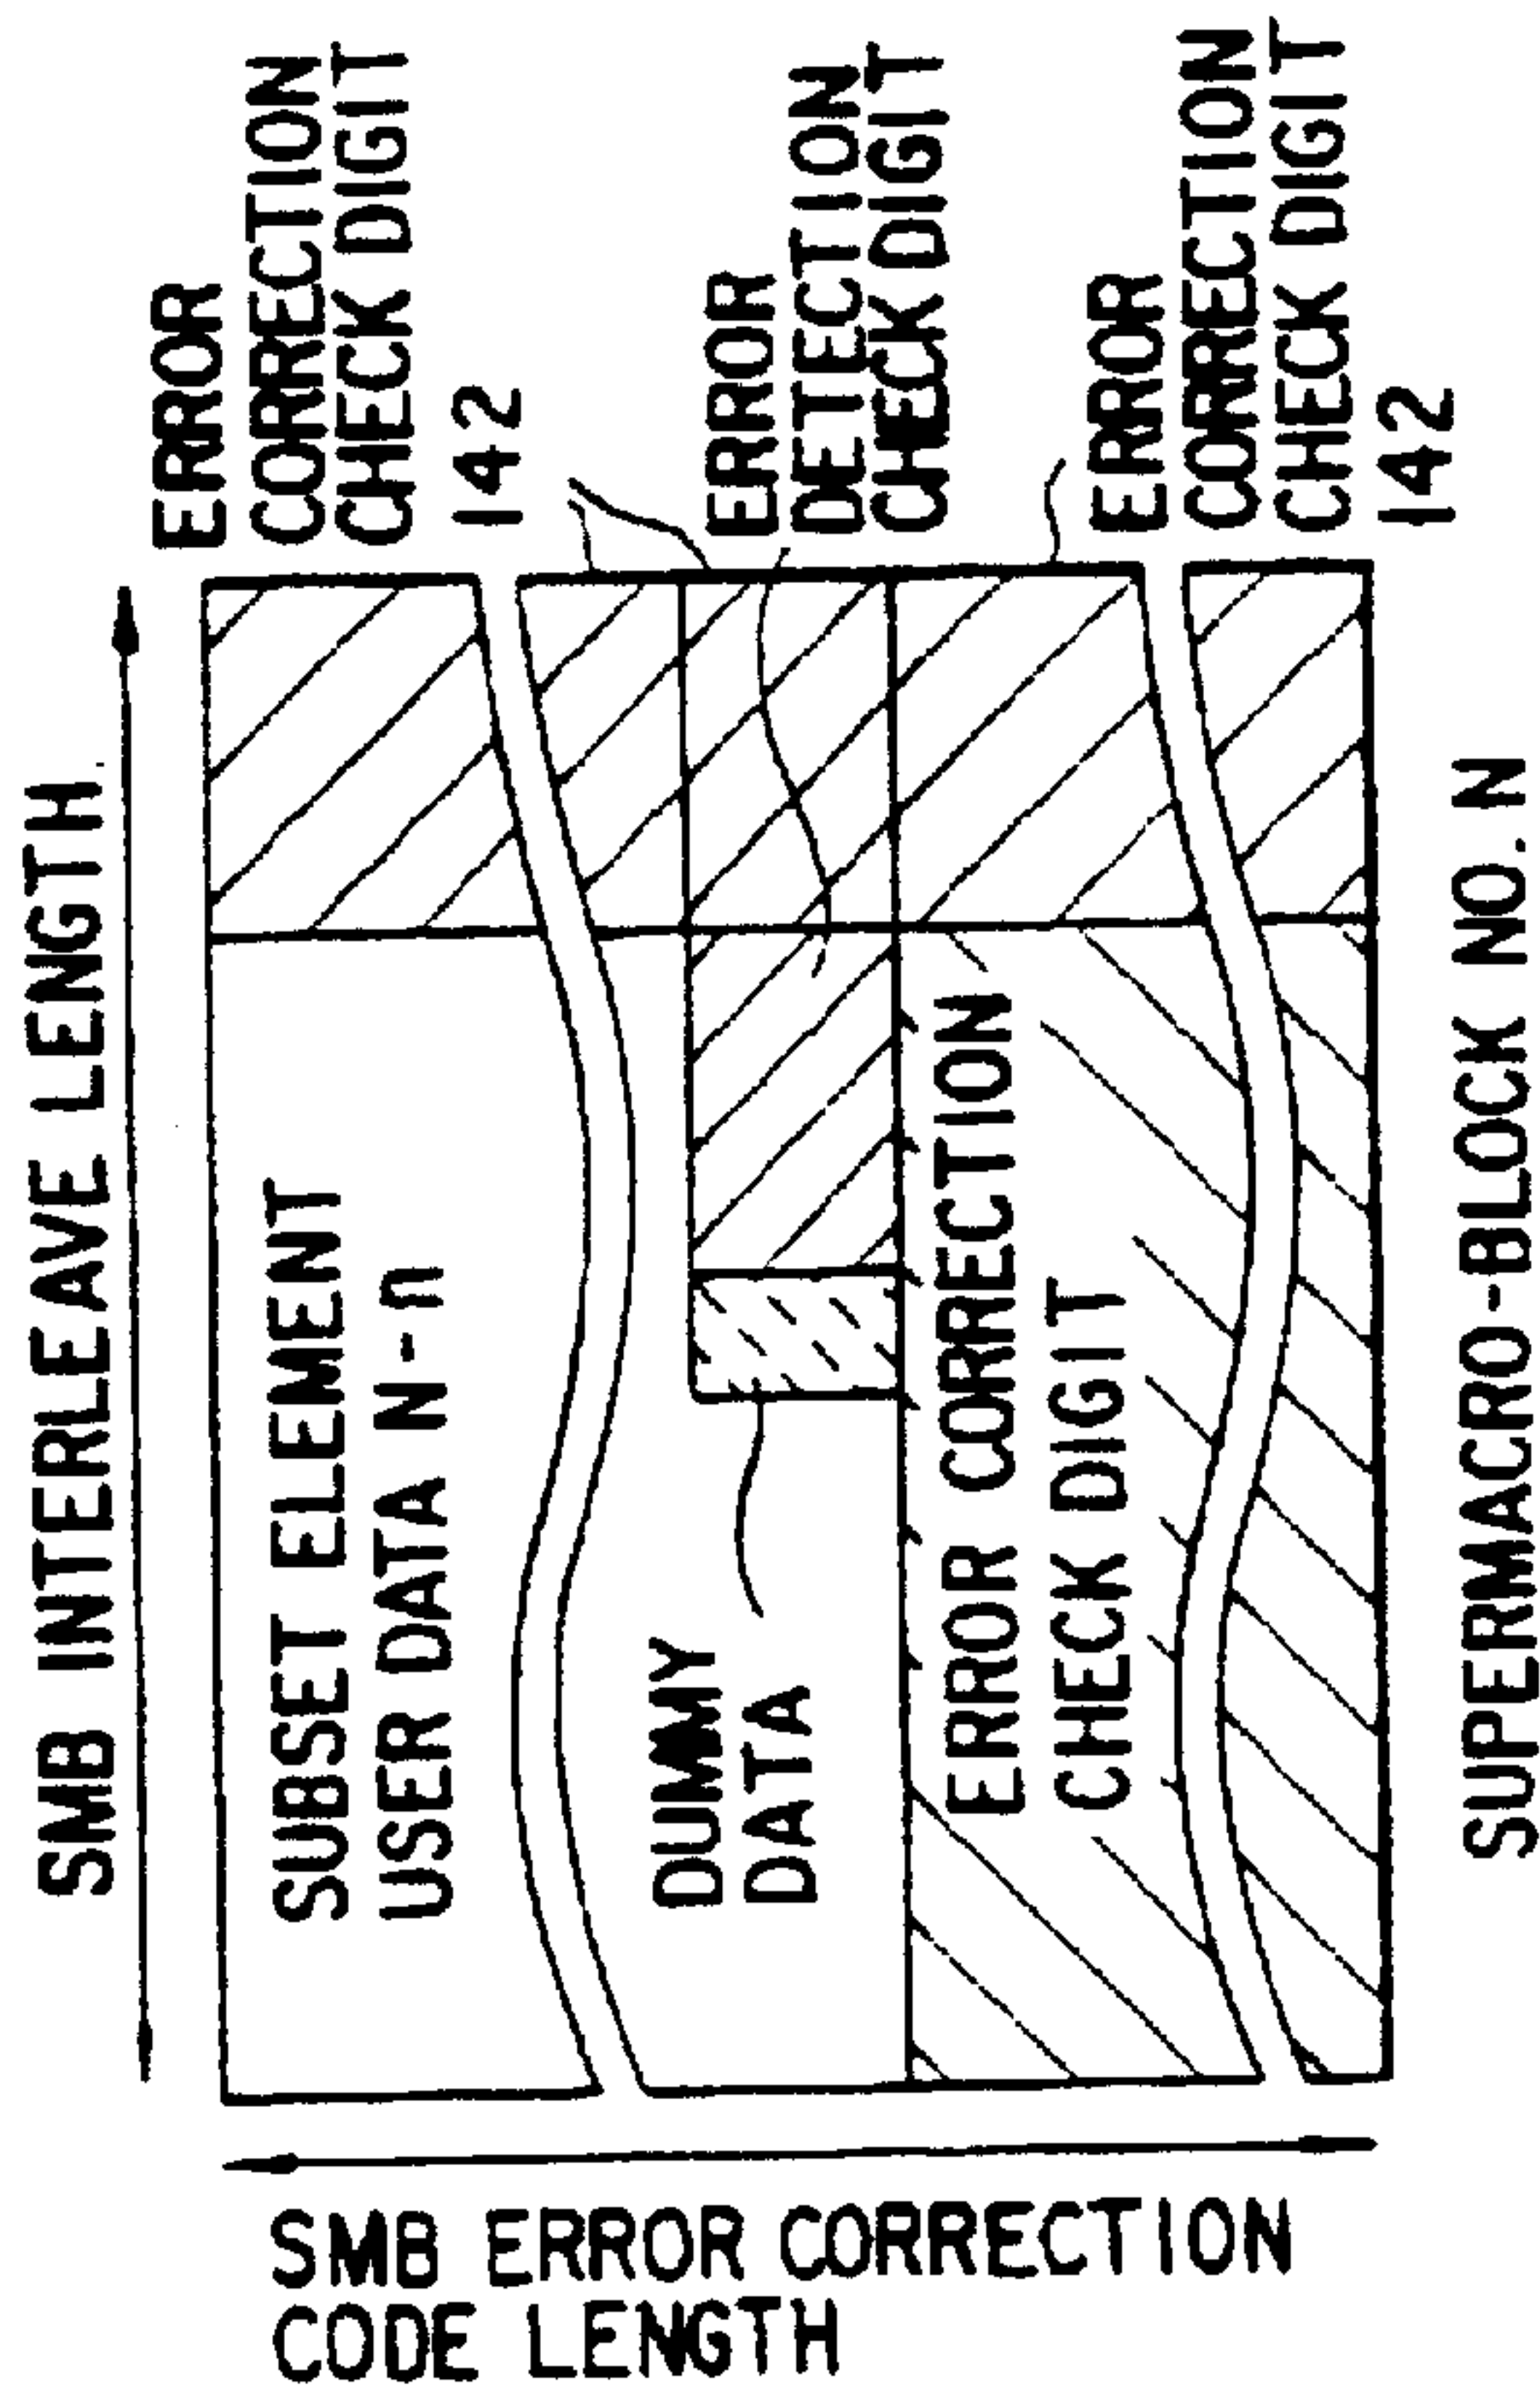 SMB INTERLEAVE LENGTH.
ERROR
CORRECTION
CHECK DIGIT
142
SUBSET ELEMENT
USER DATA N-n
ERROR
DETECTION
CHECK DIGIT
DUMMY
DATA
ERROR CORRECTION
CHECK DIGIT
ERROR
CORRECTION
CHECK DIGIT
142
SUPERMACRO-BLOCK NO. N
SMB ERROR CORRECTION
CODE LENGTH